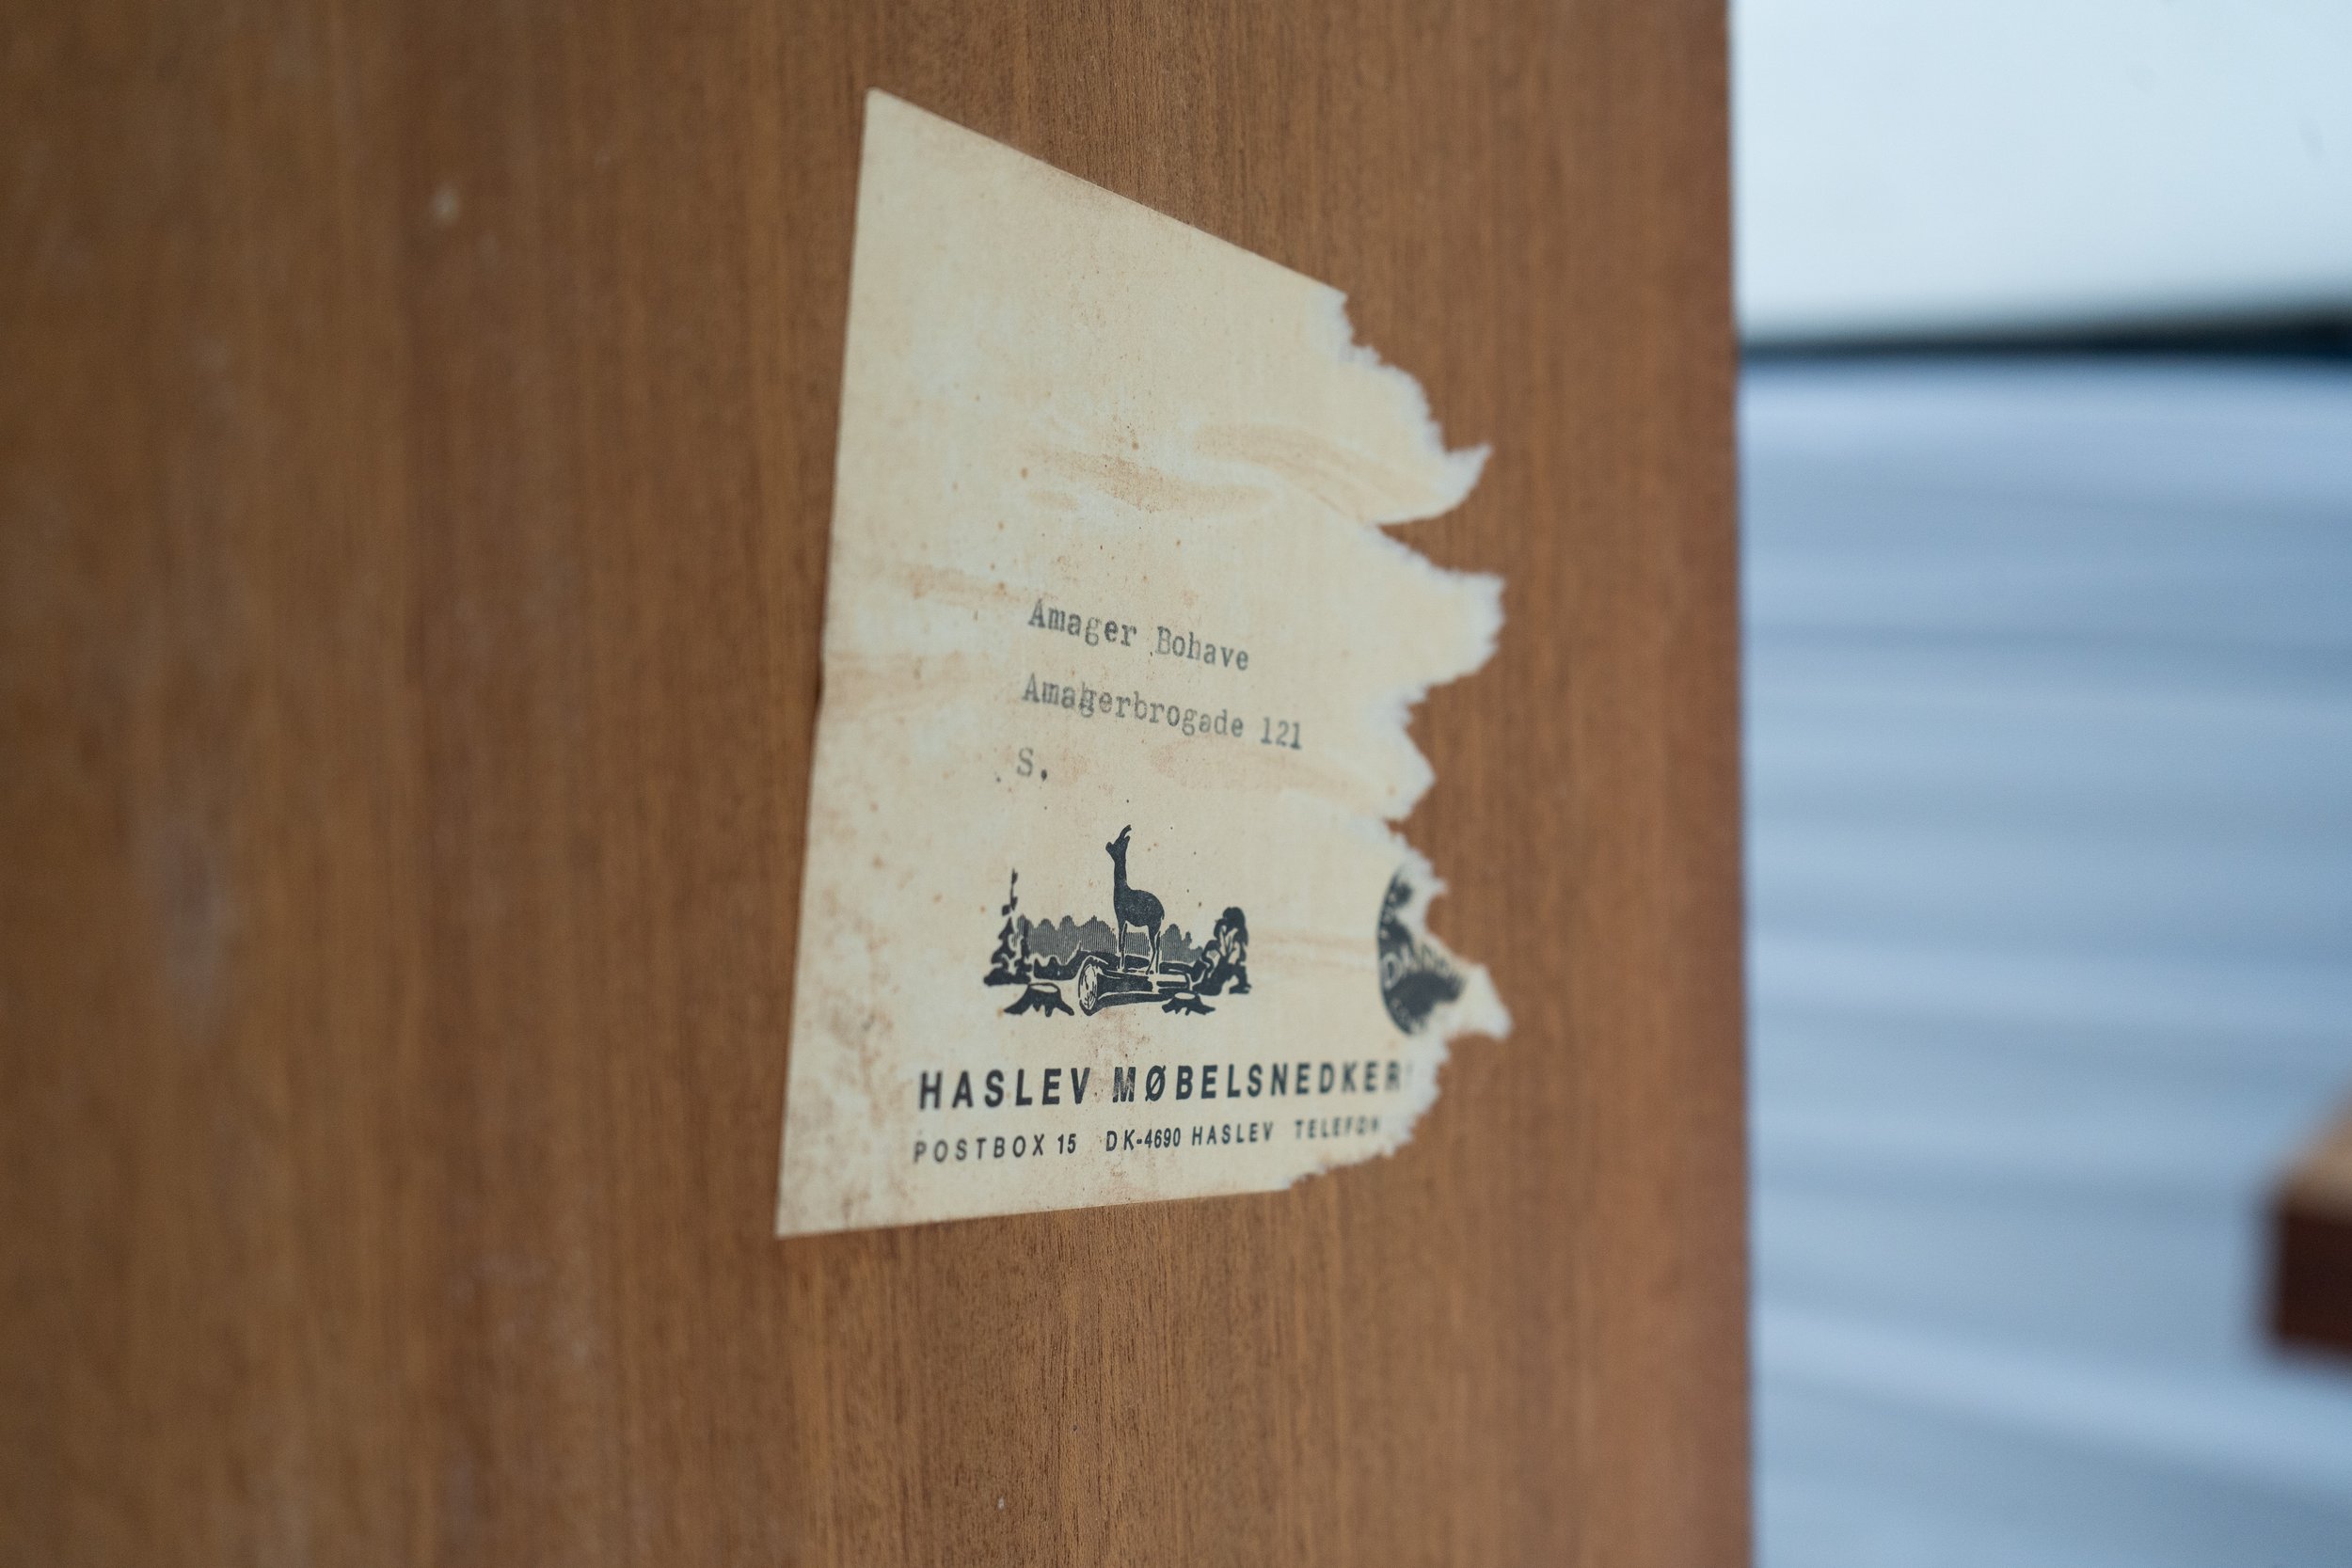 Amager Bohave
Amagerbrogade 121
S.
HASLEV MØBELSNEDKER
POSTBOX 15 DK-4690 HASLEV TELEFON